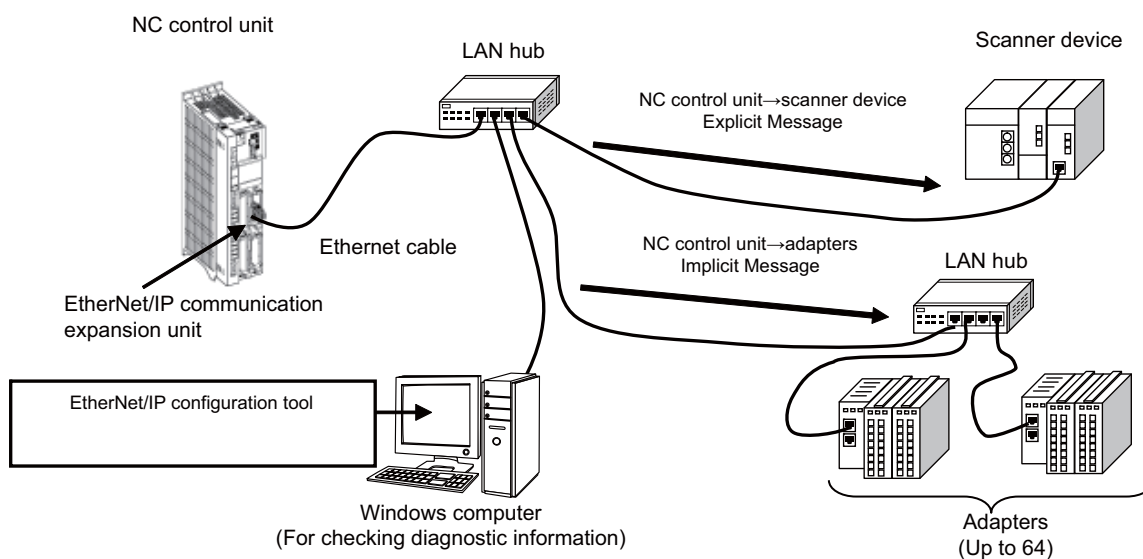 NC control unit
LAN hub
Scanner device
NC control unit→scanner device
Explicit Message
Ethernet cable
NC control unit→adapters
Implicit Message
LAN hub
EtherNet/IP communication
expansion unit
EtherNet/IP configuration tool
Windows computer
(For checking diagnostic information)
Adapters
(Up to 64)